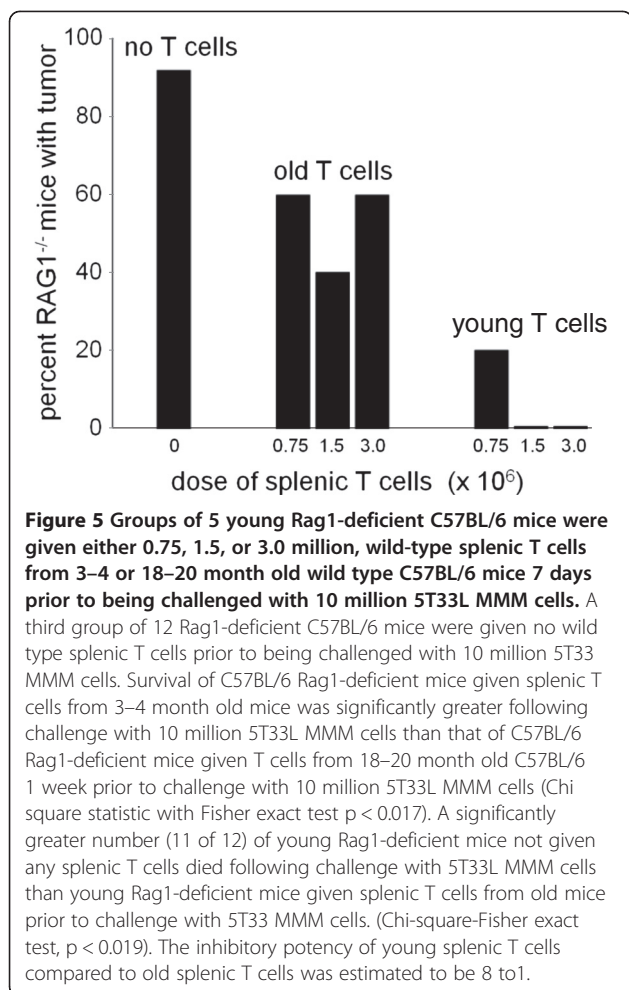 100
no T cells
80
old T cells
60
40
young T cells
20
0
percent RAG1-/- mice with tumor
0 0.75 1.5 3.0 0.75 1.5 3.0
dose of splenic T cells (x 10⁶)
Figure 5 Groups of 5 young Rag1-deficient C57BL/6 mice were
given either 0.75, 1.5, or 3.0 million, wild-type splenic T cells
from 3–4 or 18–20 month old wild type C57BL/6 mice 7 days
prior to being challenged with 10 million 5T33L MMM cells. A
third group of 12 Rag1-deficient C57BL/6 mice were given no wild
type splenic T cells prior to being challenged with 10 million 5T33
MMM cells. Survival of C57BL/6 Rag1-deficient mice given splenic T
cells from 3–4 month old mice was significantly greater following
challenge with 10 million 5T33L MMM cells than that of C57BL/6
Rag1-deficient mice given T cells from 18–20 month old C57BL/6
1 week prior to challenge with 10 million 5T33L MMM cells (Chi
square statistic with Fisher exact test p < 0.017). A significantly
greater number (11 of 12) of young Rag1-deficient mice not given
any splenic T cells died following challenge with 5T33L MMM cells
than young Rag1-deficient mice given splenic T cells from old mice
prior to challenge with 5T33 MMM cells. (Chi-square-Fisher exact
test, p < 0.019). The inhibitory potency of young splenic T cells
compared to old splenic T cells was estimated to be 8 to1.